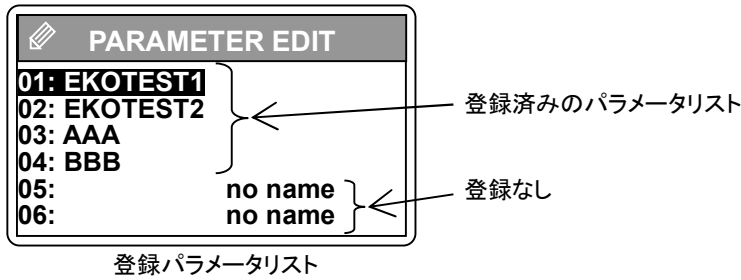 PARAMETER EDIT
01: EKOTEST1
02: EKOTEST2
03: AAA
04: BBB
05: no name
06: no name
登録済みのパラメータリスト
登録なし
登録パラメータリスト